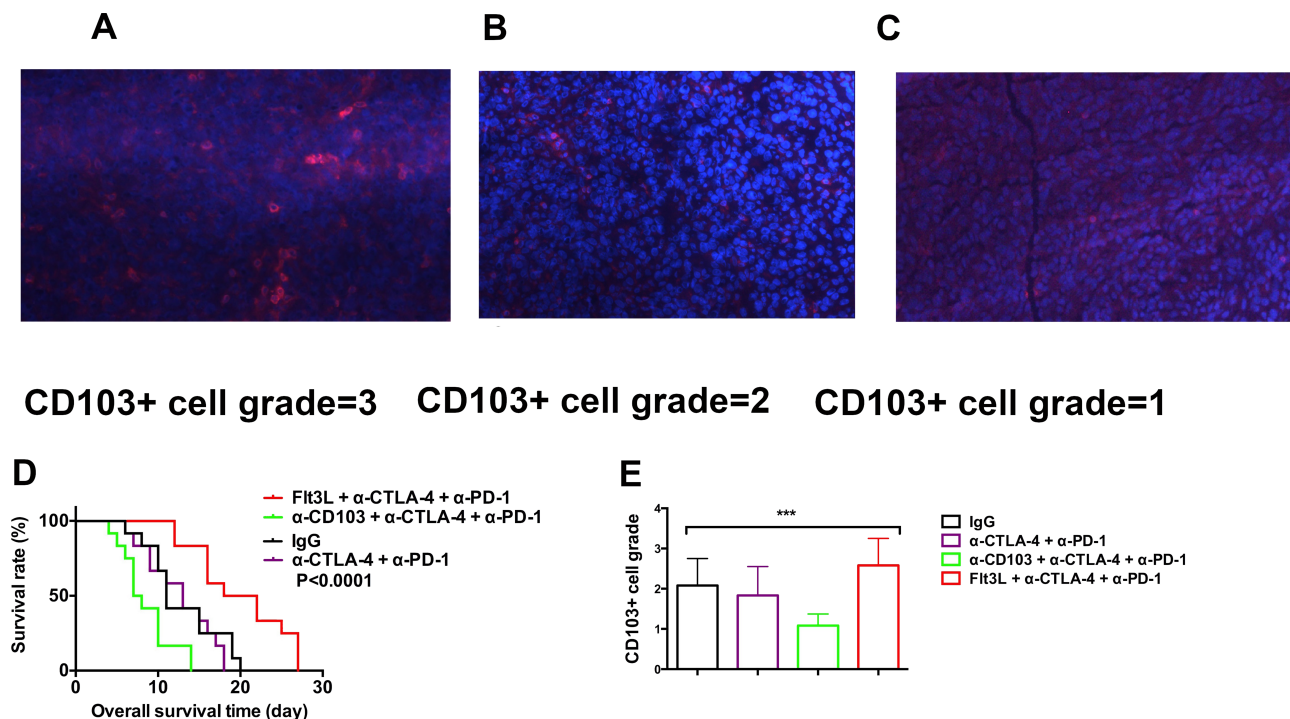 A
B
C
CD103+ cell grade=3
CD103+ cell grade=2
CD103+ cell grade=1
D
Flt3L + α-CTLA-4 + α-PD-1
α-CD103 + α-CTLA-4 + α-PD-1
IgG
α-CTLA-4 + α-PD-1
P<0.0001
Survival rate (%)
100
50
0
0
10
20
30
Overall survival time (day)
E
CD103+ cell grade
4
3
2
1
0
***
IgG
α-CTLA-4 + α-PD-1
α-CD103 + α-CTLA-4 + α-PD-1
Flt3L + α-CTLA-4 + α-PD-1